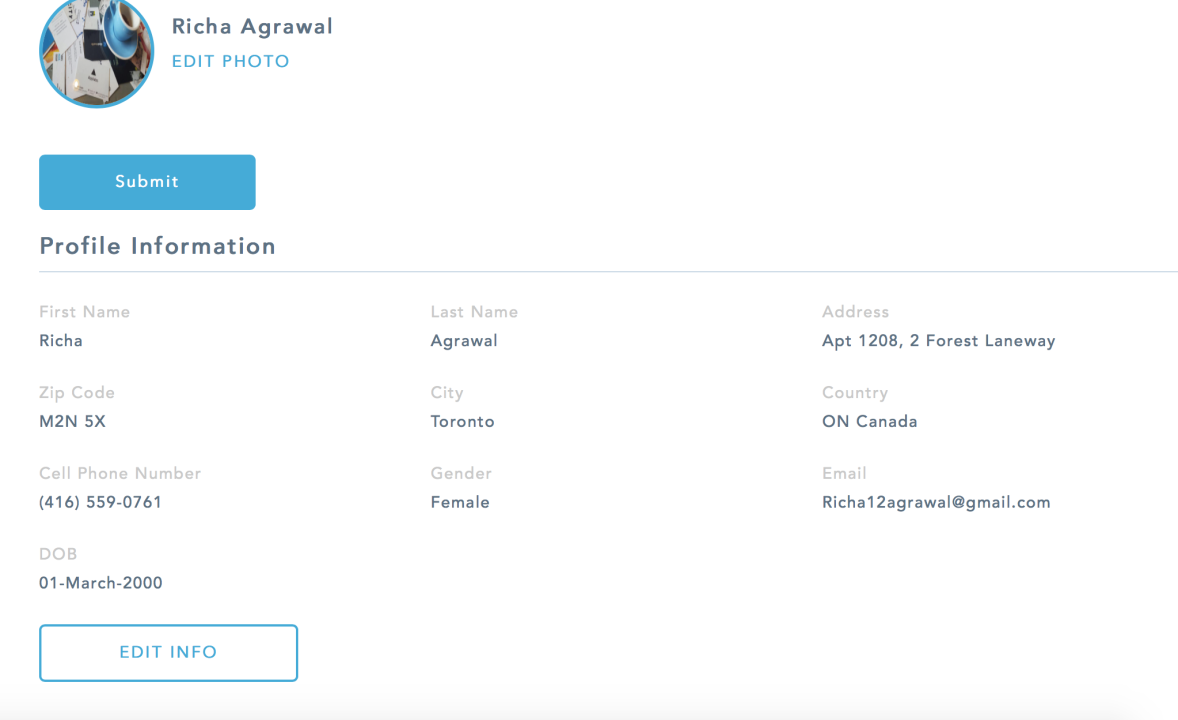 Richa Agrawal
EDIT PHOTO
Submit
Profile Information
First Name
Richa
Last Name
Agrawal
Address
Apt 1208, 2 Forest Laneway
Zip Code
M2N 5X
City
Toronto
Country
ON Canada
Cell Phone Number
(416) 559-0761
Gender
Female
Email
Richa12agrawal@gmail.com
DOB
01-March-2000
EDIT INFO